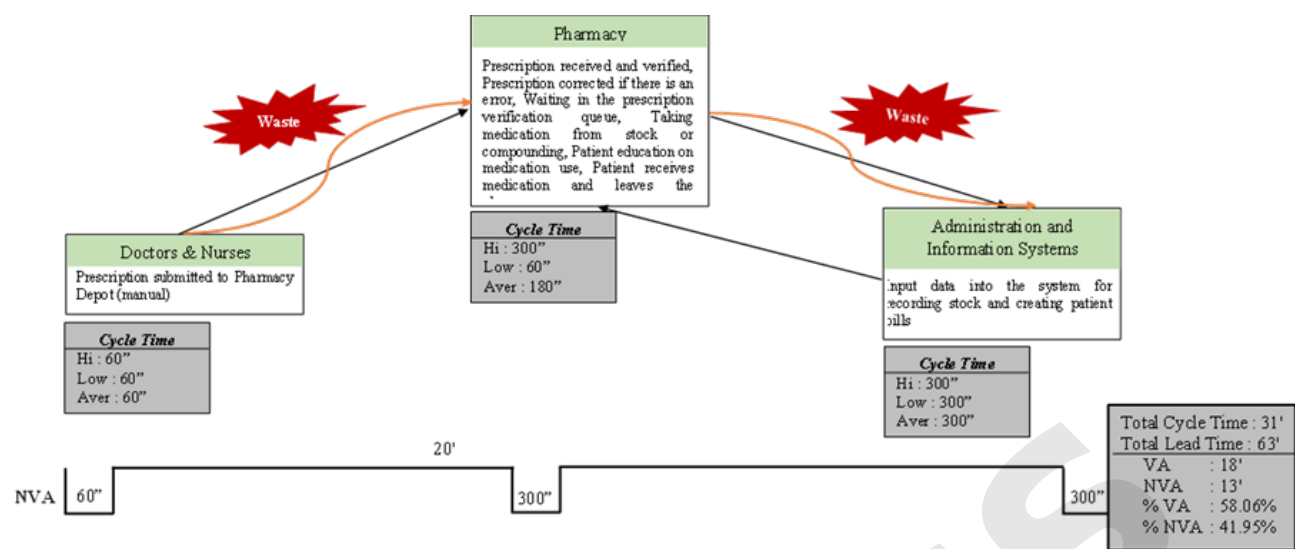 Pharmacy
Prescription received and verified,
Prescription corrected if there is an
error, Waiting in the prescription
verification queue, Taking
medication from stock or
compounding, Patient education on
medication use, Patient receives
medication and leaves the
Waste
Waste
Cycle Time
Hi : 300”
Low : 60”
Aver : 180”
Doctors & Nurses
Prescription submitted to Pharmacy
Depot (manual)
Cycle Time
Hi : 60”
Low : 60”
Aver : 60”
Administration and
Information Systems
Input data into the system for
recording stock and creating patient
bills
Cycle Time
Hi : 300”
Low : 300”
Aver : 300”
20'
NVA
60”
300”
300”
Total Cycle Time : 31'
Total Lead Time : 63'
VA : 18'
NVA : 13'
% VA : 58.06%
% NVA : 41.95%